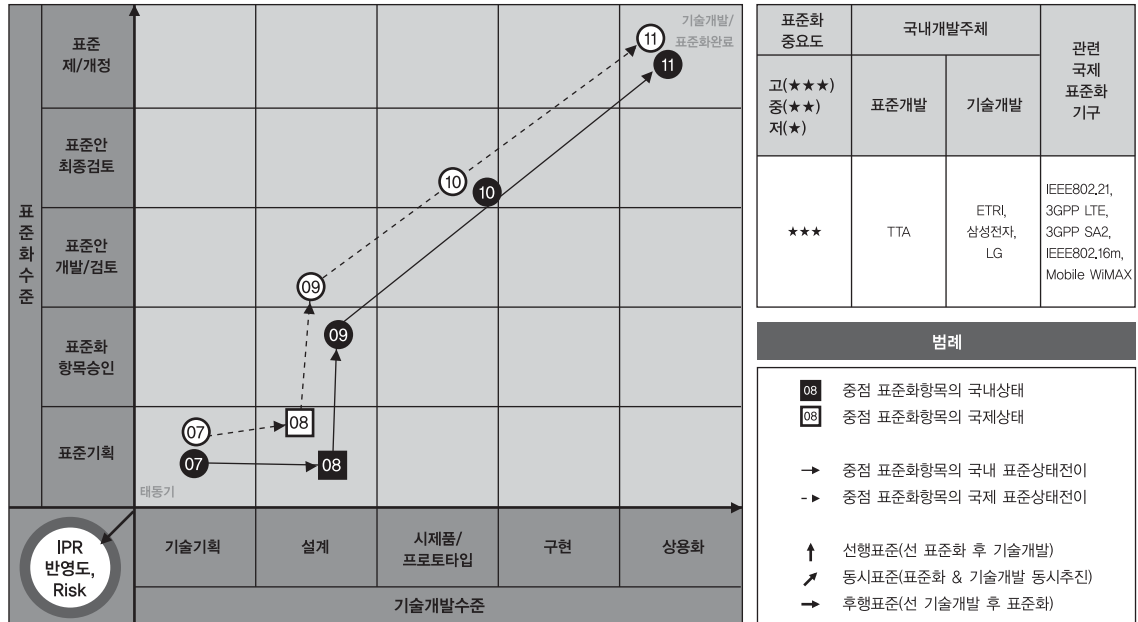 표준화수준
표준
제/개정
표준안
최종검토
표준안
개발/검토
표준화
항목승인
표준기획
기술개발/
표준화완료
11
11
10
10
09
09
08
08
07
07
태동기
IPR
반영도,
Risk
기술기획
설계
시제품/
프로토타입
구현
상용화
기술개발수준
표준화
중요도
국내개발주체
관련
국제
표준화
기구
고(★★★)
중(★★)
저(★)
표준개발
기술개발
★★★
TTA
ETRI,
삼성전자,
LG
IEEE802.21,
3GPP LTE,
3GPP SA2,
IEEE802.16m,
Mobile WiMAX
범례
08 중점 표준화항목의 국내상태
08 중점 표준화항목의 국제상태
중점 표준화항목의 국내 표준상태전이
중점 표준화항목의 국제 표준상태전이
선행표준(선 표준화 후 기술개발)
동시표준(표준화 & 기술개발 동시추진)
후행표준(선 기술개발 후 표준화)